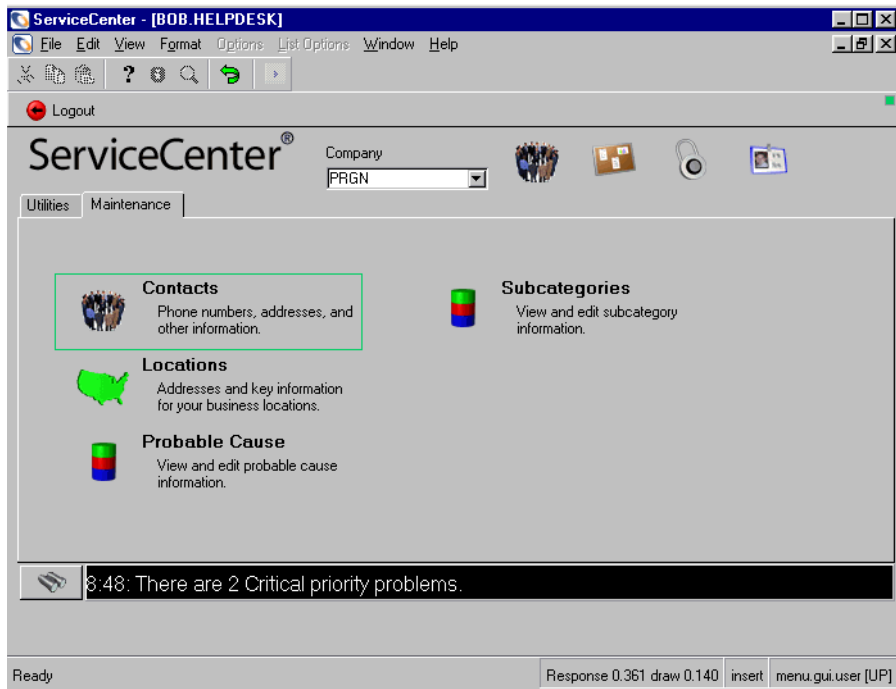 ServiceCenter - [BOB.HELPDESK]
File Edit View Format Options List Options Window Help
Logout
ServiceCenter®
Company
PRGN
Utilities Maintenance
Contacts
Phone numbers, addresses, and
other information.
Subcategories
View and edit subcategory
information.
Locations
Addresses and key information
for your business locations.
Probable Cause
View and edit probable cause
information.
8:48: There are 2 Critical priority problems.
Ready Response 0.361 draw 0.140 insert menu.gui.user [UP]